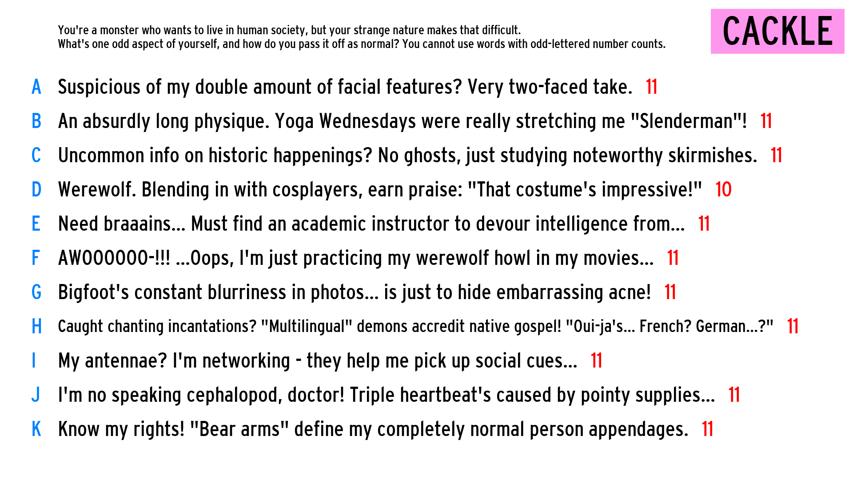 You're a monster who wants to live in human society, but your strange nature makes that difficult.
What's one odd aspect of yourself, and how do you pass it off as normal? You cannot use words with odd-lettered number counts.
CACKLE
A Suspicious of my double amount of facial features? Very two-faced take. 11
B An absurdly long physique. Yoga Wednesdays were really stretching me "Slenderman"! 11
C Uncommon info on historic happenings? No ghosts, just studying noteworthy skirmishes. 11
D Werewolf. Blending in with cosplayers, earn praise: "That costume's impressive!" 10
E Need braaains... Must find an academic instructor to devour intelligence from... 11
F AWOOOOOO-!!! ...Oops, I'm just practicing my werewolf howl in my movies... 11
G Bigfoot's constant blurriness in photos... is just to hide embarrassing acne! 11
H Caught chanting incantations? "Multilingual" demons accredit native gospel! "Oui-ja's... French? German...?" 11
I My antennae? I'm networking - they help me pick up social cues... 11
J I'm no speaking cephalopod, doctor! Triple heartbeat's caused by pointy supplies... 11
K Know my rights! "Bear arms" define my completely normal person appendages. 11